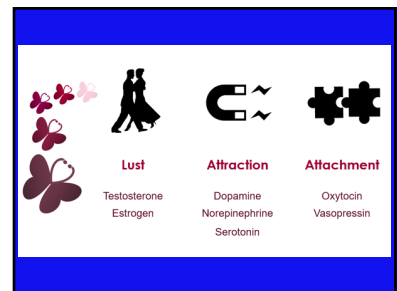 Lust
Attraction
Attachment
Testosterone
Dopamine
Oxytocin
Estrogen
Norepinephrine
Vasopressin
Serotonin